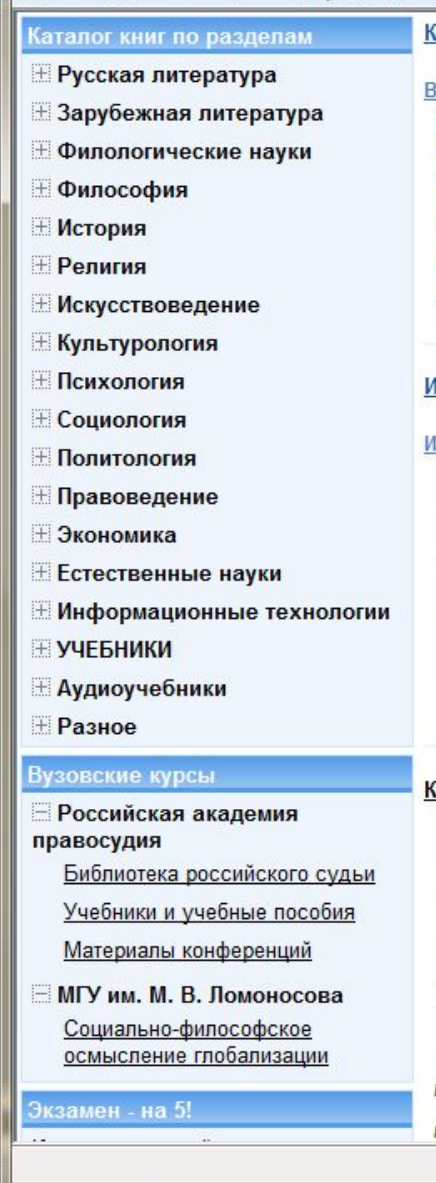 Каталог книг по разделам
Русская литература
Зарубежная литература
Филологические науки
Философия
История
Религия
Искусствоведение
Культурология
Психология
Социология
Политология
Правоведение
Экономика
Естественные науки
Информационные технологии
УЧЕБНИКИ
Аудиоучебники
Разное
Вузовские курсы
Российская академия
правосудия
Библиотека российского судьи
Учебники и учебные пособия
Материалы конференций
МГУ им. М. В. Ломоносова
Социально-философское
осмысление глобализации
Экзамен - на 5!